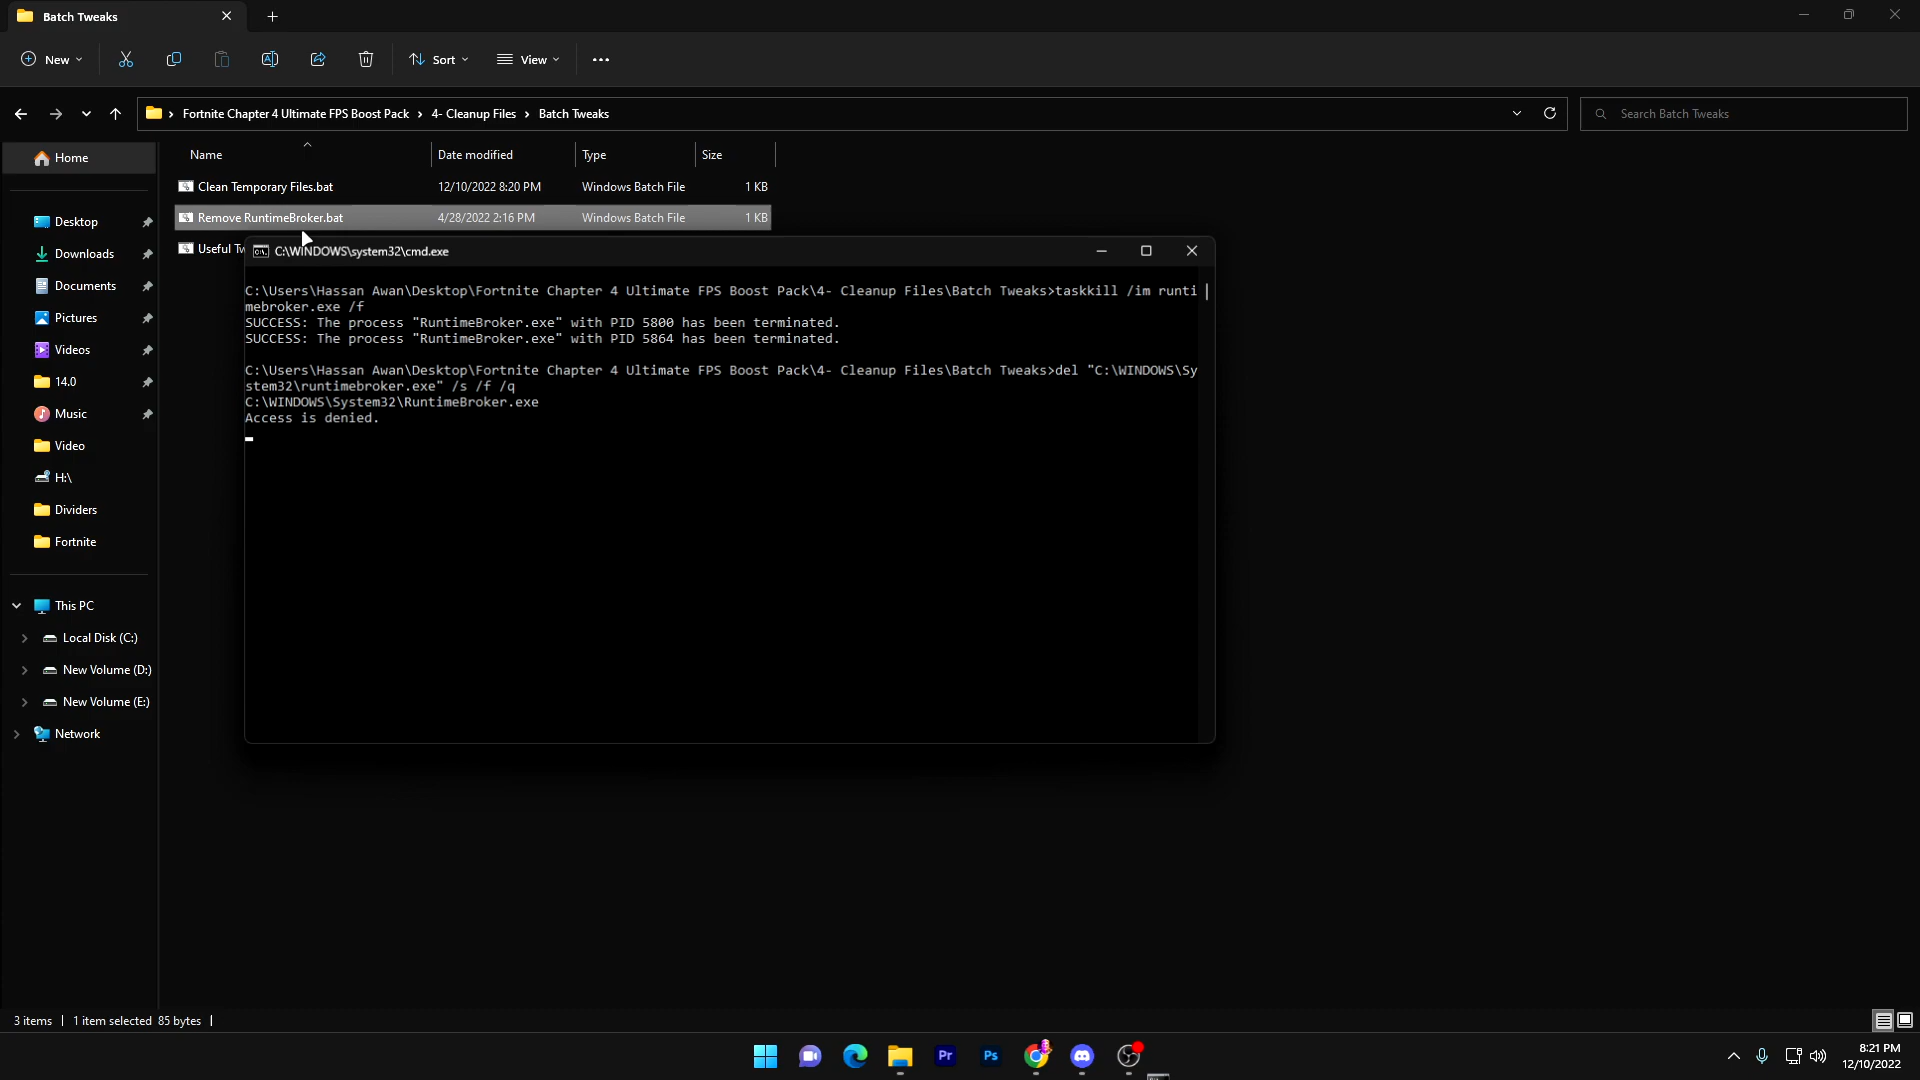 Batch Tweaks
New
Sort
View
Fortnite Chapter 4 Ultimate FPS Boost Pack > 4- Cleanup Files > Batch Tweaks
Search Batch Tweaks
Home
Name Date modified Type Size
Clean Temporary Files.bat 12/10/2022 8:20 PM Windows Batch File 1 KB
Remove RuntimeBroker.bat 4/28/2022 2:16 PM Windows Batch File 1 KB
Useful Tw
C:\WINDOWS\system32\cmd.exe
C:\Users\Hassan Awan\Desktop\Fortnite Chapter 4 Ultimate FPS Boost Pack\4- Cleanup Files\Batch Tweaks>taskkill /im runti
mebroker.exe /f
SUCCESS: The process "RuntimeBroker.exe" with PID 5800 has been terminated.
SUCCESS: The process "RuntimeBroker.exe" with PID 5864 has been terminated.
C:\Users\Hassan Awan\Desktop\Fortnite Chapter 4 Ultimate FPS Boost Pack\4- Cleanup Files\Batch Tweaks>del "C:\WINDOWS\Sy
stem32\runtimebroker.exe" /s /f /q
C:\WINDOWS\System32\RuntimeBroker.exe
Access is denied.
Desktop
Downloads
Documents
Pictures
Videos
14.0
Music
Video
H:\
Dividers
Fortnite
This PC
Local Disk (C:)
New Volume (D:)
New Volume (E:)
Network
3 items | 1 item selected 85 bytes |
Pr
Ps
8:21 PM
12/10/2022